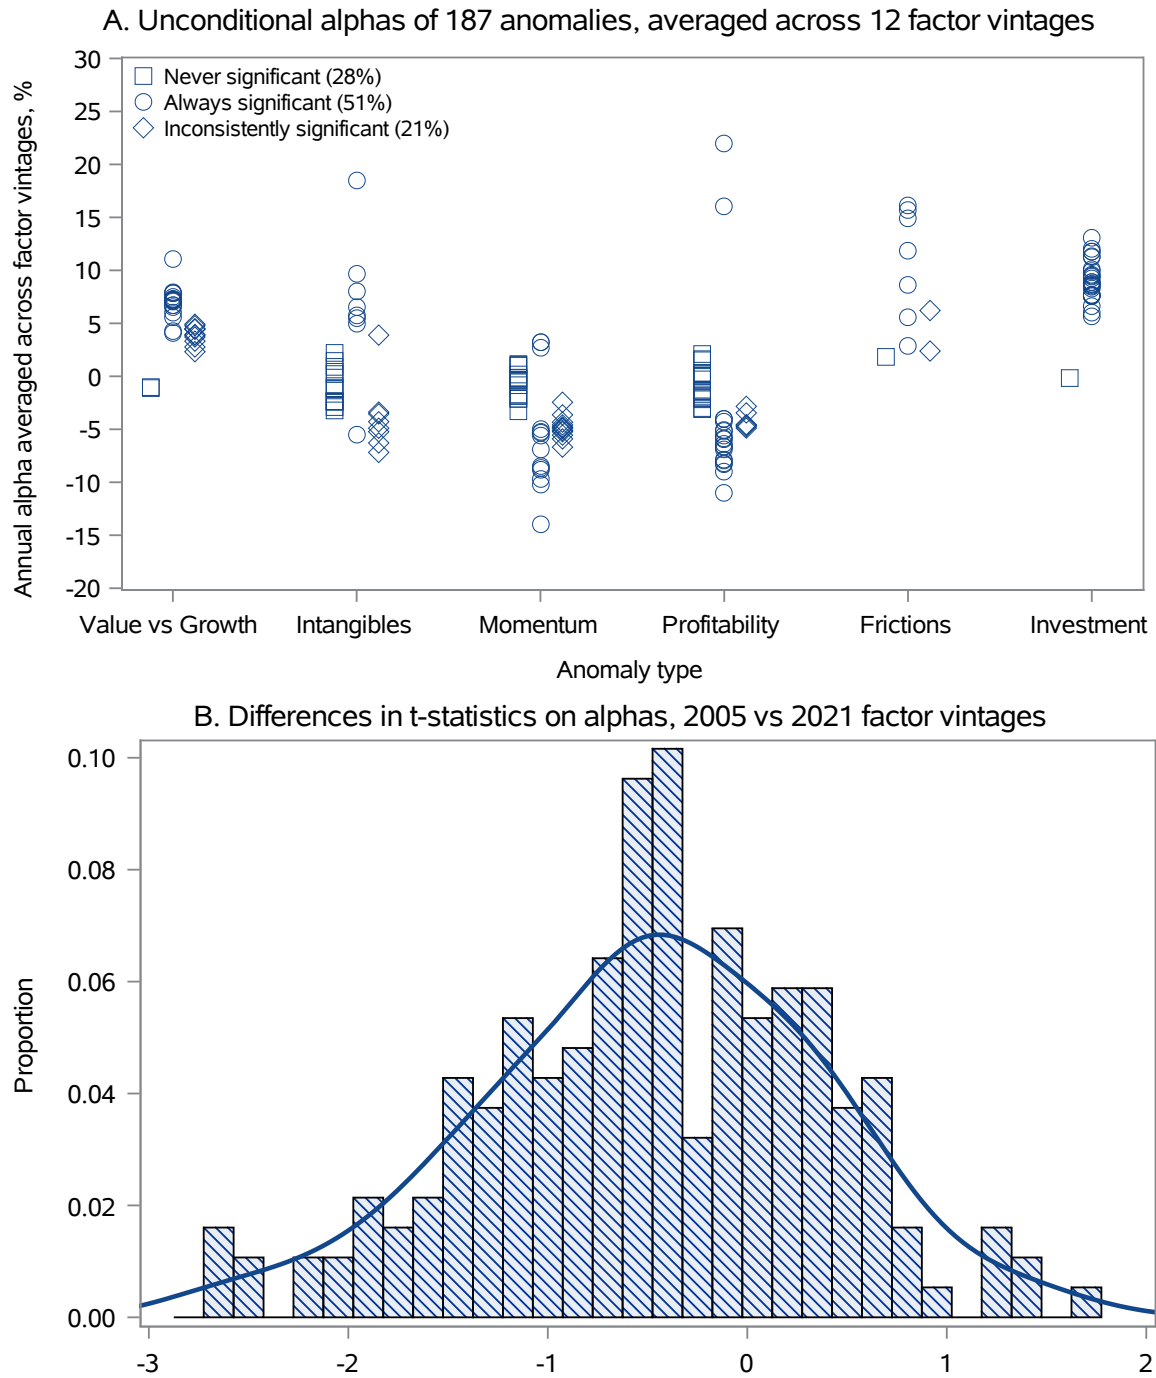 A. Unconditional alphas of 187 anomalies, averaged across 12 factor vintages
Annual alpha averaged across factor vintages, %
30
25
20
15
10
5
0
-5
-10
-15
-20
Never significant (28%)
Always significant (51%)
Inconsistently significant (21%)
Value vs Growth Intangibles Momentum Profitability Frictions Investment
Anomaly type
B. Differences in t-statistics on alphas, 2005 vs 2021 factor vintages
Proportion
0.10
0.08
0.06
0.04
0.02
0.00
-3 -2 -1 0 1 2